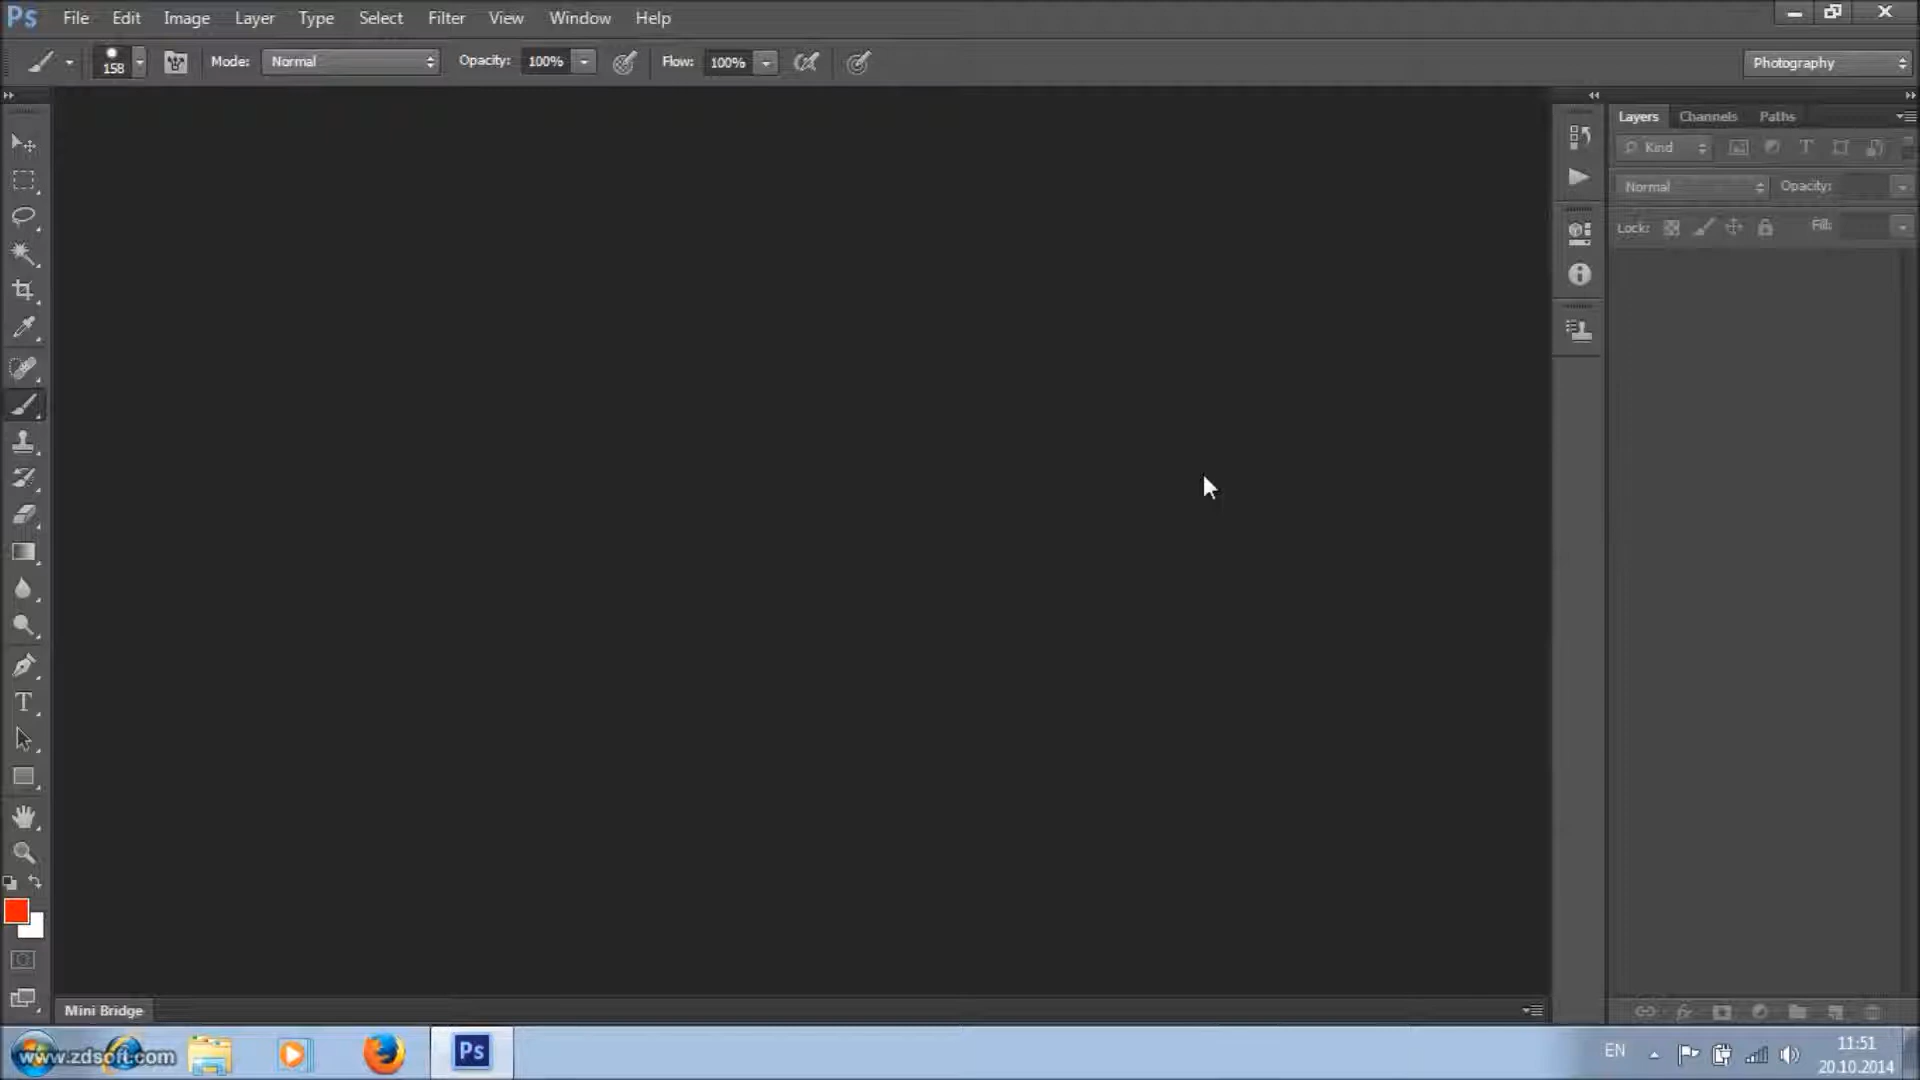 Ps File Edit Image Layer Type Select Filter View Window Help
158 Mode: Normal Opacity: 100% Flow: 100% Photography
Layers Channels Paths
Kind
Normal Opacity:
Lock: Fill:
Mini Bridge
www.zdsoft.com Ps EN 11:51
20.10.2014